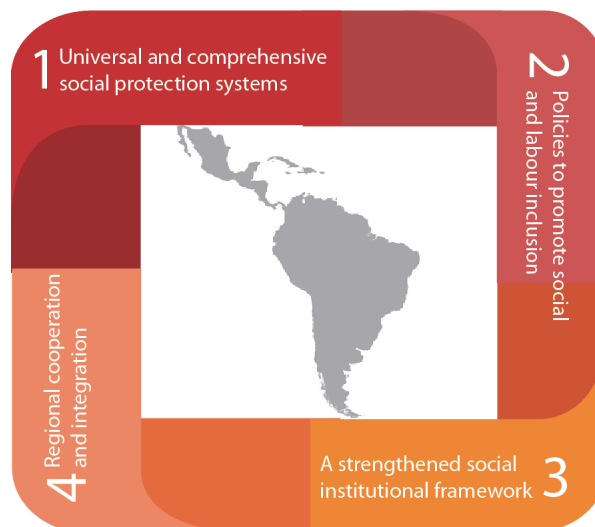 1
Universal and comprehensive
social protection systems
2
Policies to promote social
and labour inclusion
A strengthened social
institutional framework
3
4
Regional cooperation
and integration